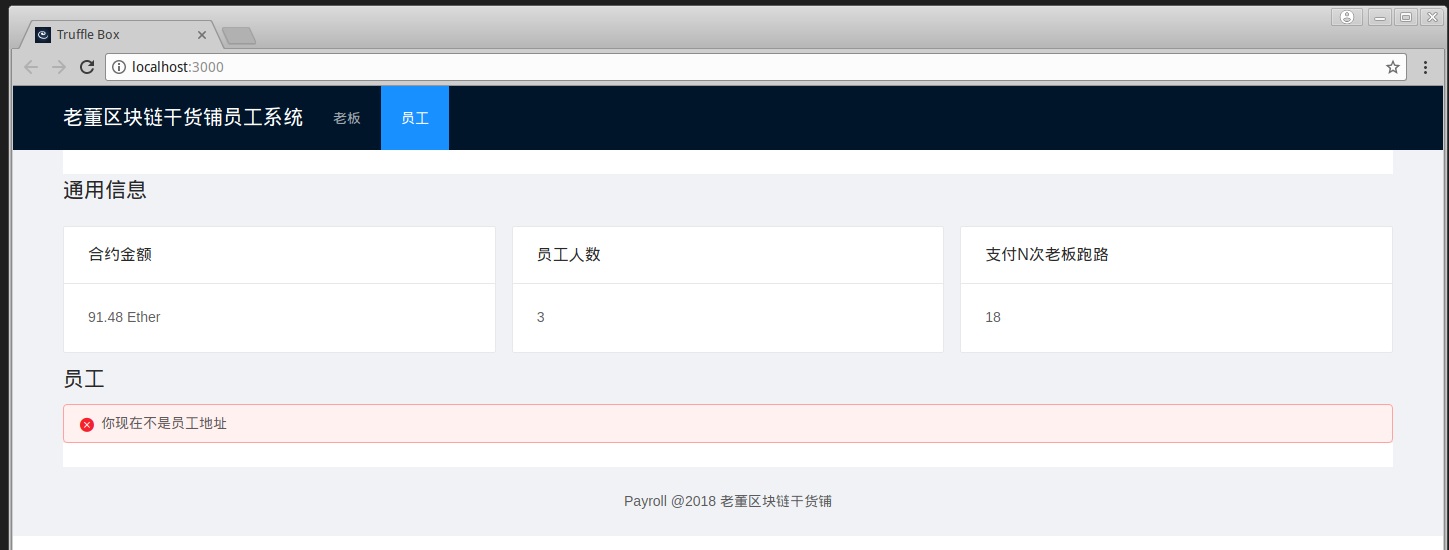 Truffle Box
localhost:3000
老董区块链干货铺员工系统 老板 员工
通用信息
合约金额 员工人数 支付N次老板跑路
91.48 Ether 3 18
员工
你现在不是员工地址
Payroll @2018 老董区块链干货铺